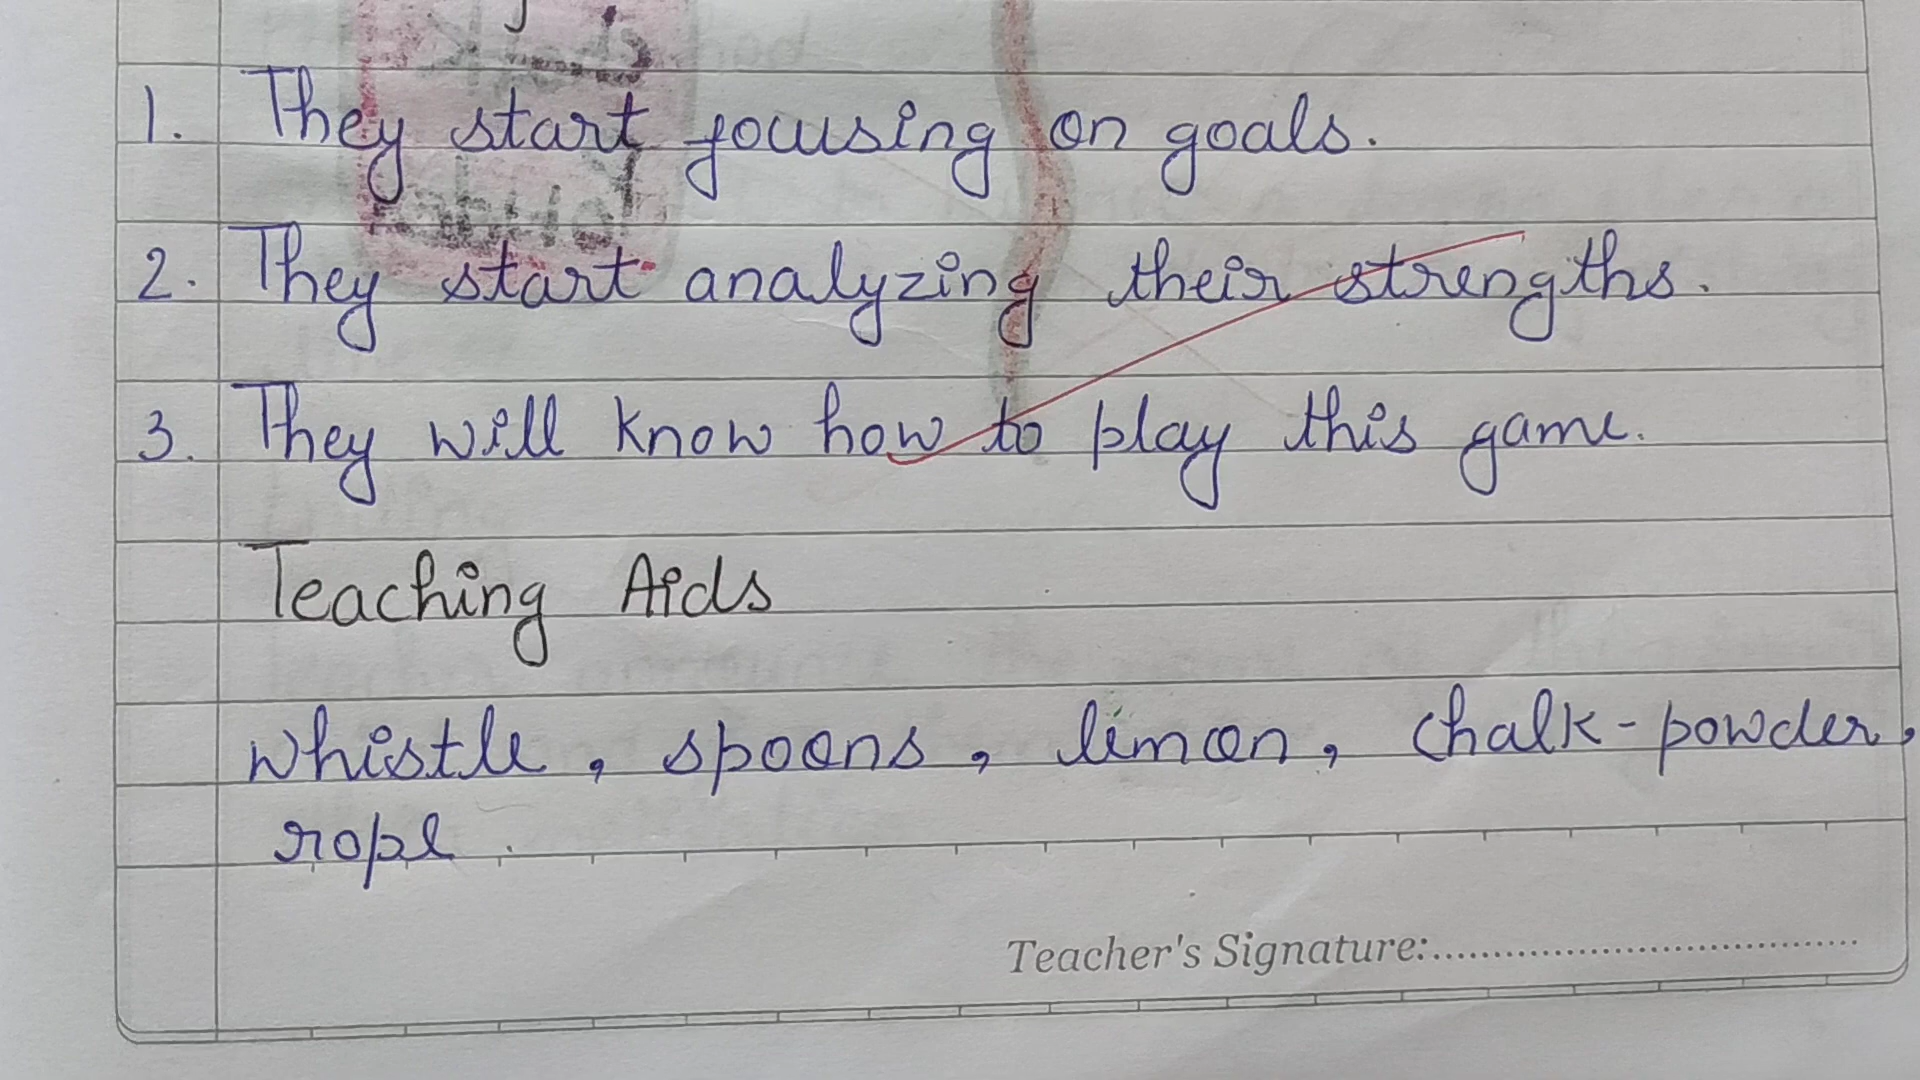 1. They start focusing on goals.
2. They start analyzing their strengths.
3. They will know how to play this game.
Teaching Aids
whistle, spoons, limon, chalk-powder,
rope.
Teacher's Signature: